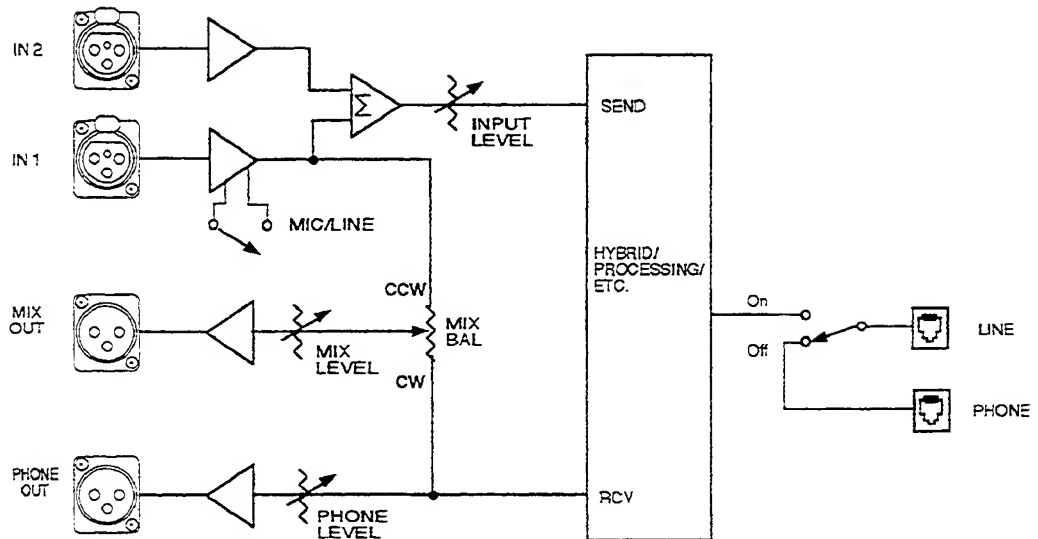 IN 2
IN 1
MIX
OUT
PHONE
OUT
Σ
INPUT
LEVEL
MIC/LINE
CCW
MIX
BAL
MIX
LEVEL
CW
PHONE
LEVEL
SEND
HYBRID/
PROCESSING/
ETC.
RCV
On
Off
LINE
PHONE